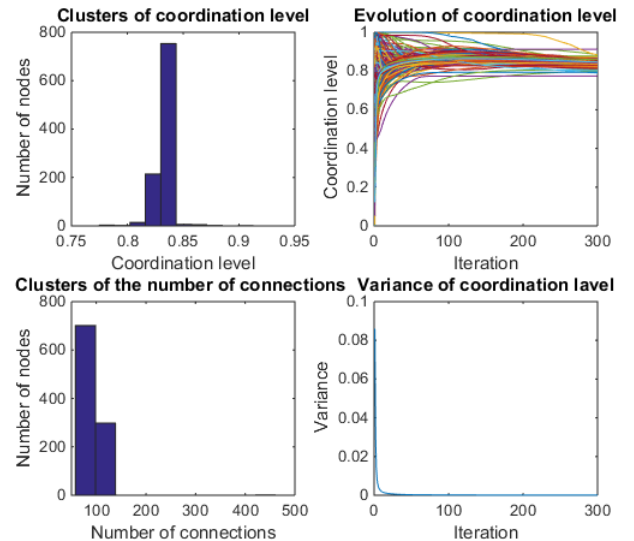 Clusters of coordination level
Number of nodes
800
600
400
200
0
0.75 0.8 0.85 0.9 0.95
Coordination level
Evolution of coordination level
Coordination level
1
0.8
0.6
0.4
0.2
0
0 100 200 300
Iteration
Clusters of the number of connections
Number of nodes
800
600
400
200
0
100 200 300 400 500
Number of connections
Variance of coordination lavel
Variance
0.1
0.08
0.06
0.04
0.02
0
0 100 200 300
Iteration